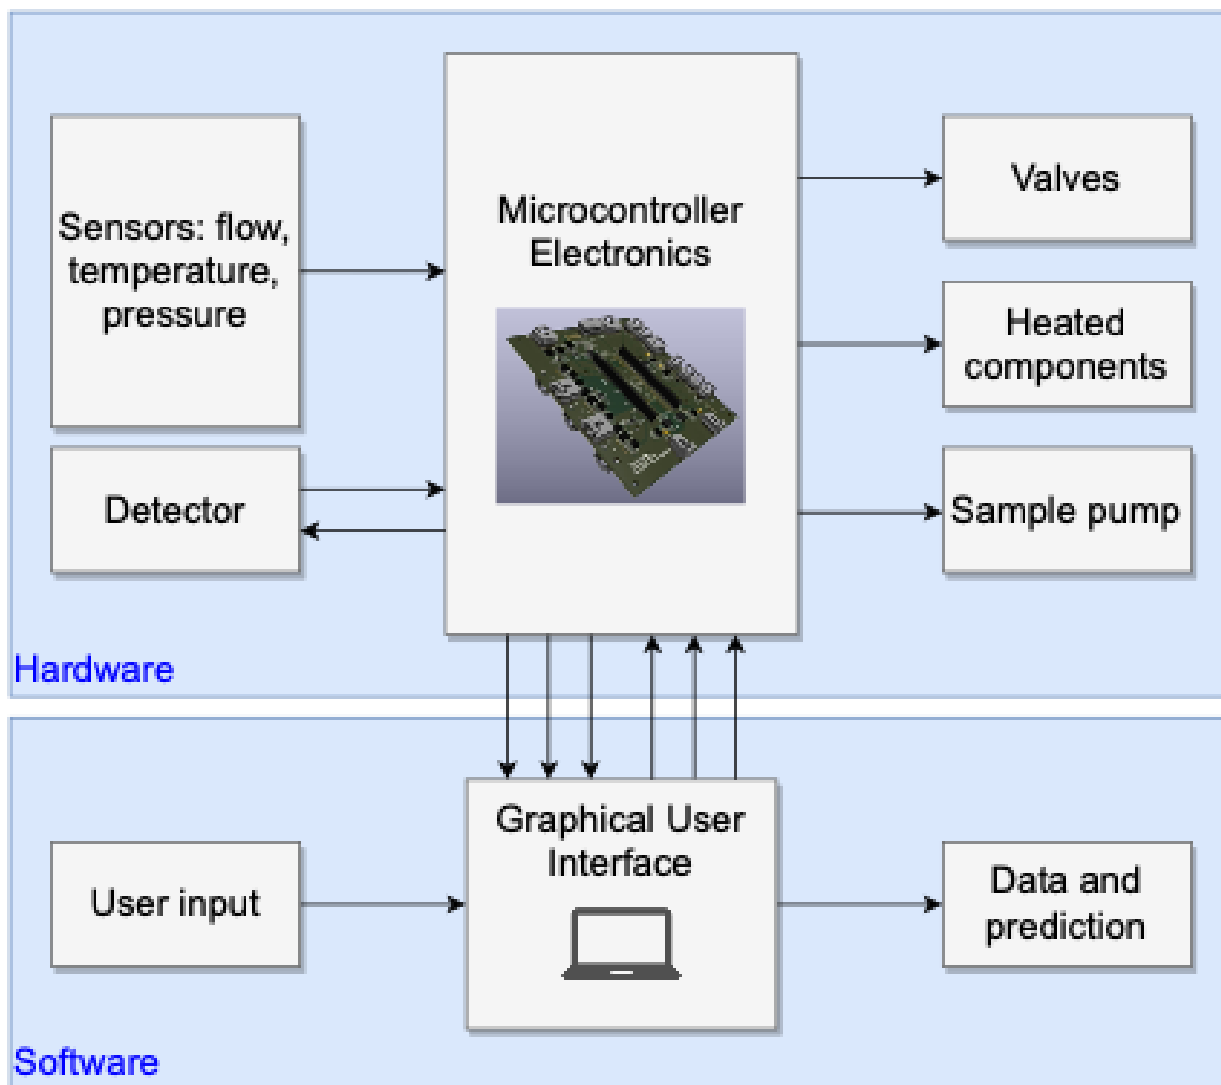 Sensors: flow,
temperature,
pressure
Detector
Microcontroller
Electronics
Valves
Heated
components
Sample pump
Hardware
Graphical User
Interface
User input
Data and
prediction
Software